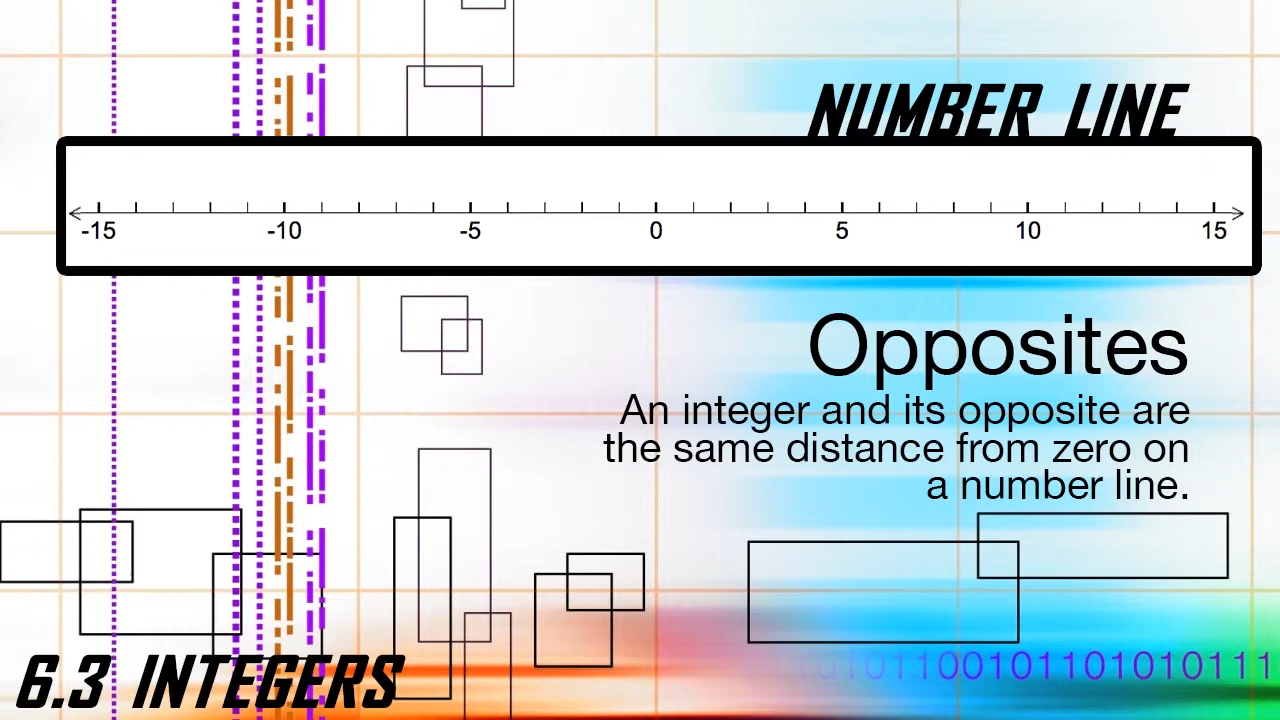 NUMBER LINE
-15 -10 -5 0 5 10 15
Opposites
An integer and its opposite are
the same distance from zero on
a number line.
6.3 INTEGERS